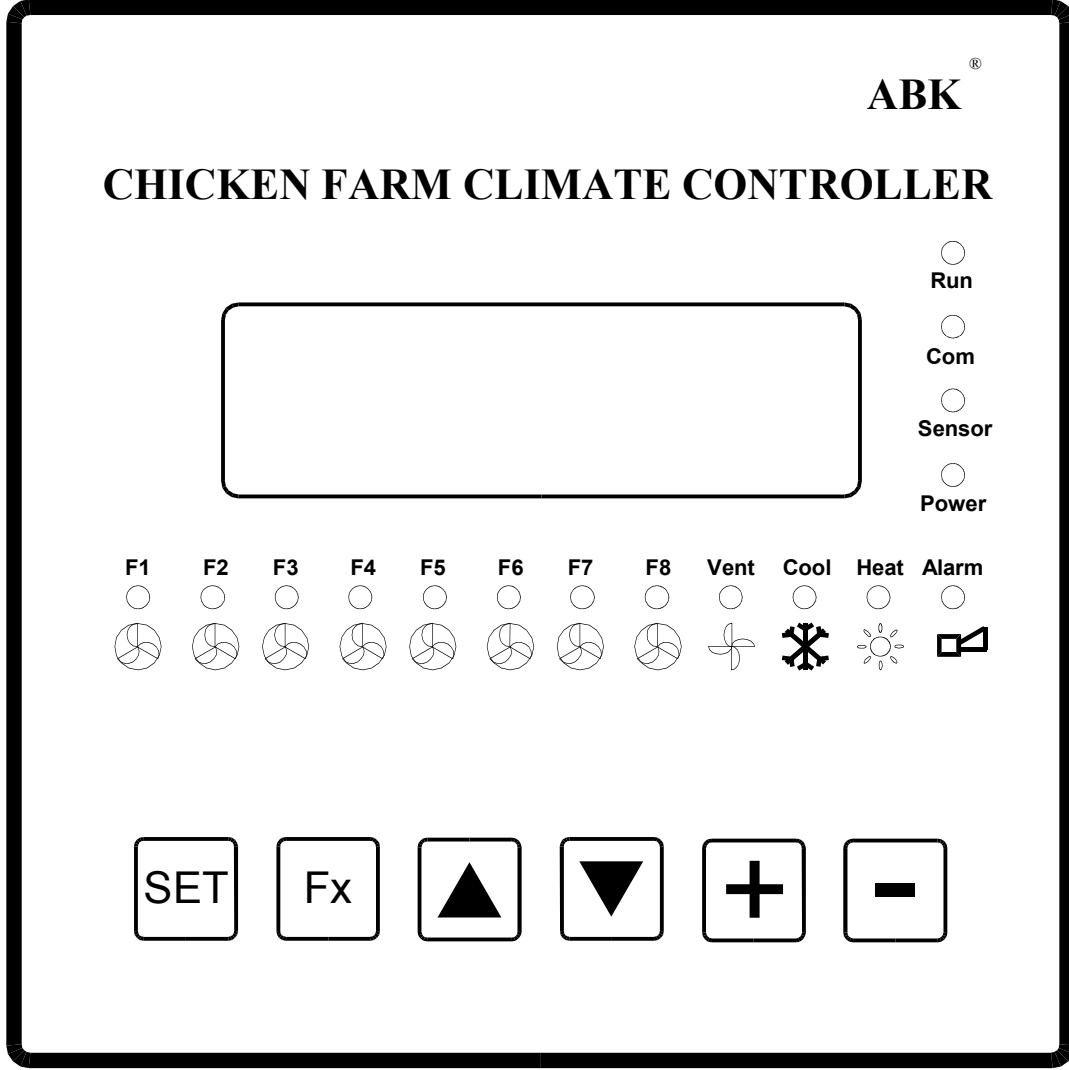 ®
ABK
CHICKEN FARM CLIMATE CONTROLLER
Run
Com
Sensor
Power
F1 F2 F3 F4 F5 F6 F7 F8 Vent Cool Heat Alarm
SET Fx + -